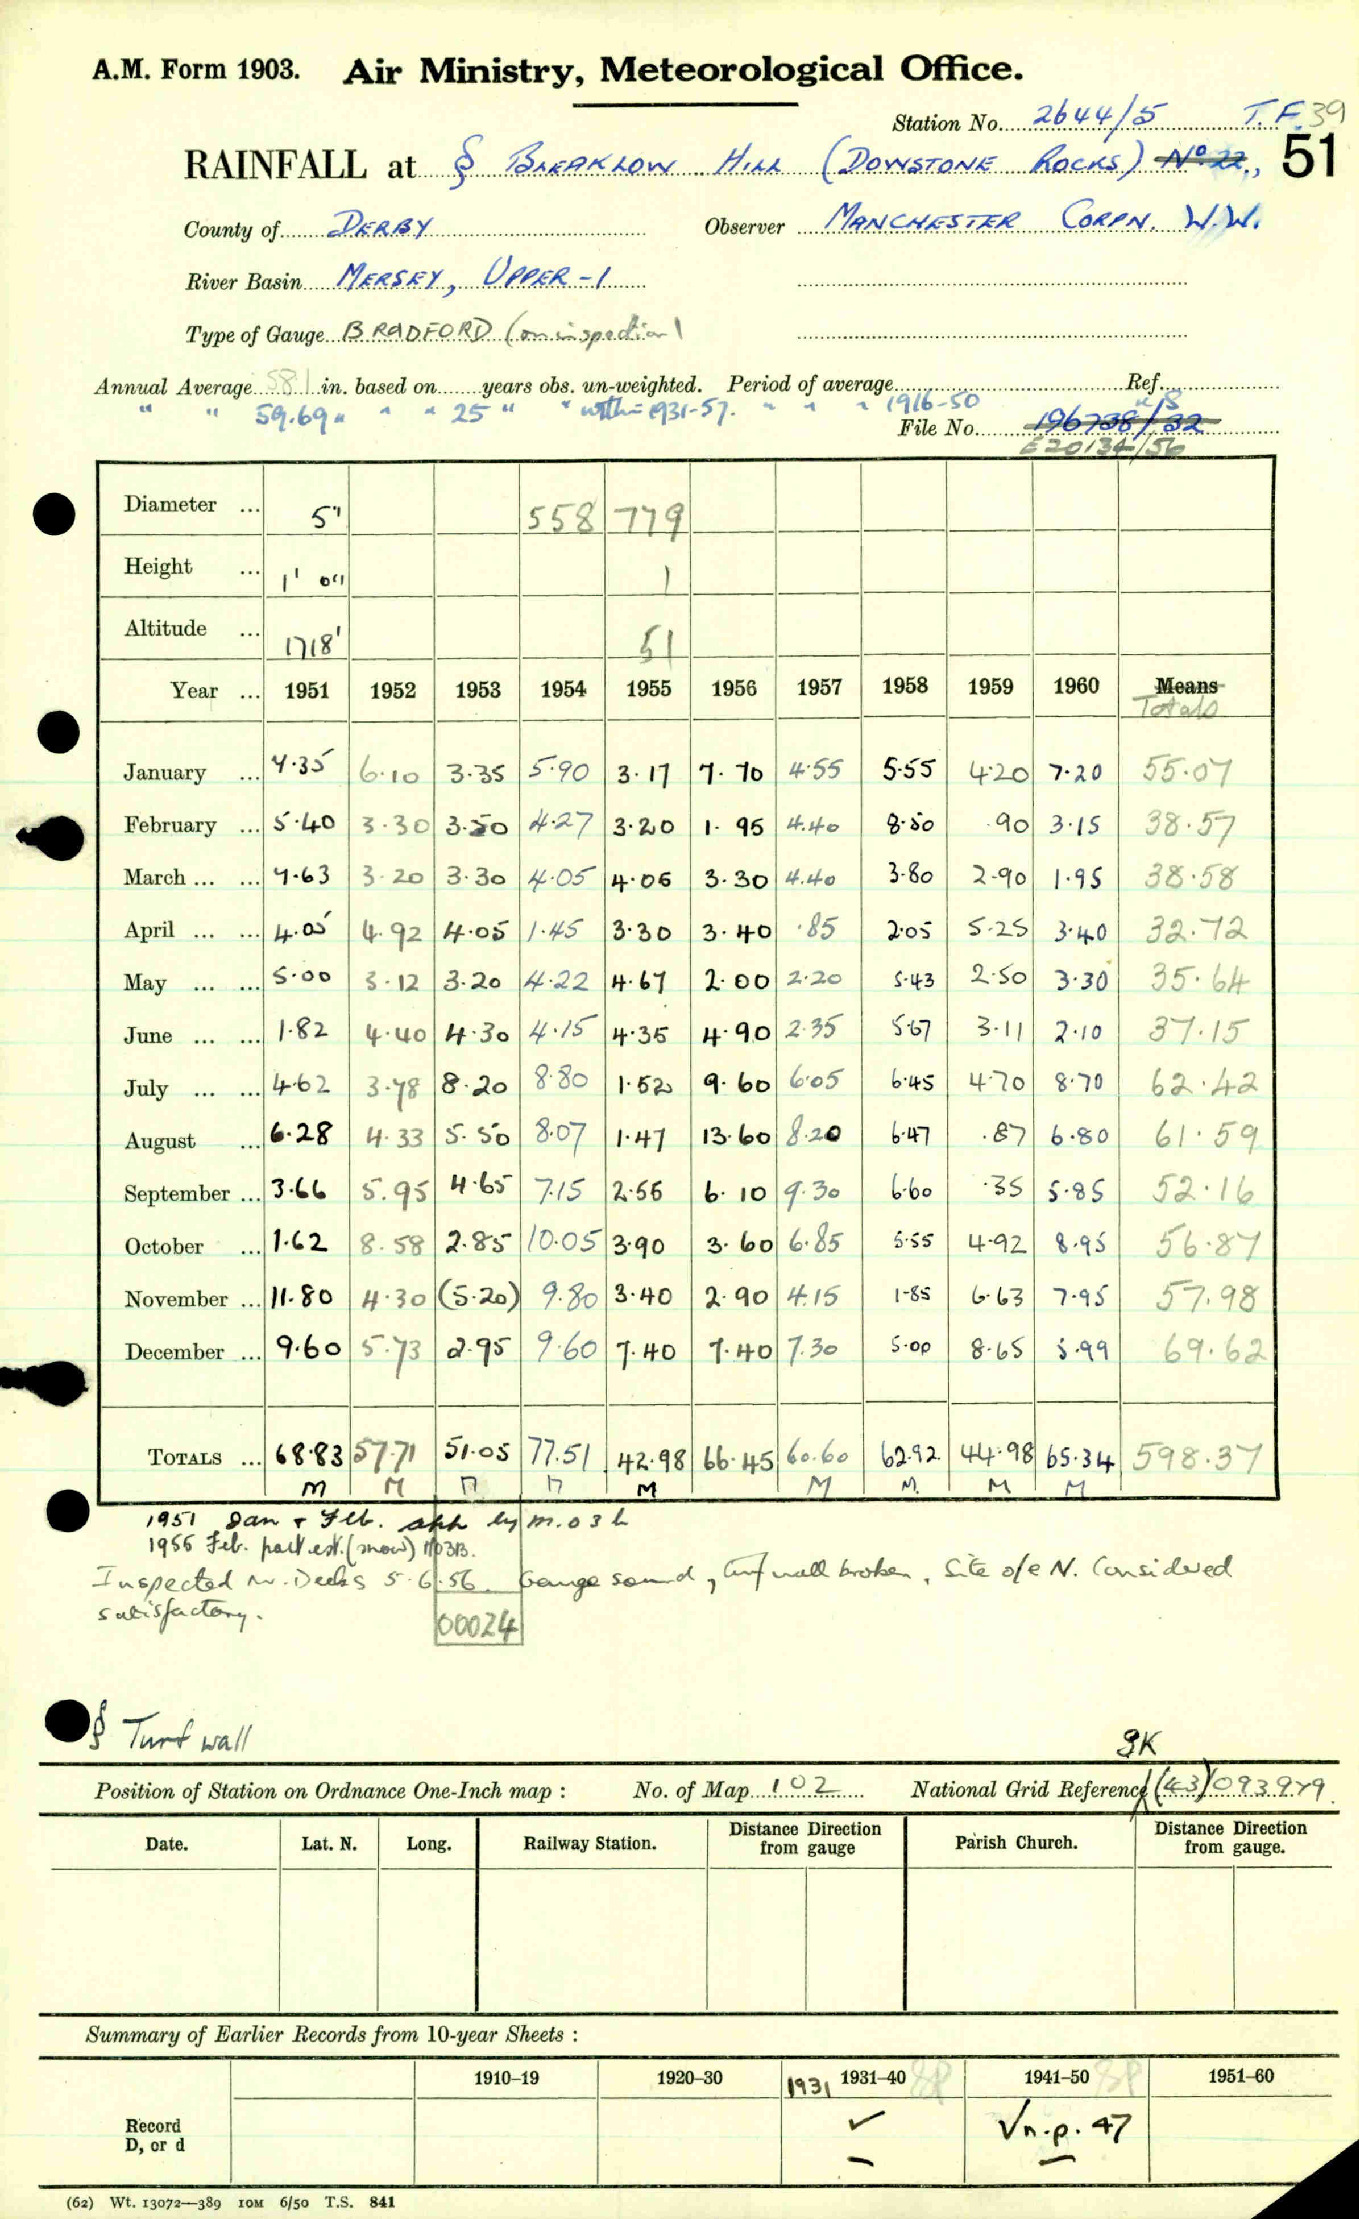 A.M. Form 1903. Air Ministry, Meteorological Office.
Station No. 2644/5 T.F. 39
RAINFALL at § BLEAKLOW HILL (DOWSTONE ROCKS) No. 22, 51
County of DERBY Observer MANCHESTER CORPN. W.W.
River Basin MERSEY, UPPER-1
Type of Gauge BRADFORD (on inspection)
Annual Average 58.1 in. based on years obs. un-weighted. Period of average Ref.
" " 59.69 " " " 25 " " with 1931-57. " " " 1916-50
File No. 196738/32
E20134/56
Diameter ... 5" 558 779
Height ... 1' 0" 1
Altitude ... 1718' 51
Year ... 1951 1952 1953 1954 1955 1956 1957 1958 1959 1960 Means
Totals
January ... 7.35 6.10 3.35 5.90 3.17 7.70 4.55 5.55 4.20 7.20 55.07
February ... 5.40 3.30 3.50 4.27 3.20 1.95 4.40 8.50 .90 3.15 38.57
March ... ... 7.63 3.20 3.30 4.05 4.05 3.30 4.40 3.80 2.90 1.95 38.58
April ... ... 4.05 4.92 4.05 1.45 3.30 3.40 .85 2.05 5.25 3.40 32.72
May ... ... 5.00 3.12 3.20 4.22 4.67 2.00 2.20 5.43 2.50 3.30 35.64
June ... ... 1.82 4.40 4.30 4.15 4.35 4.90 2.35 5.67 3.11 2.10 37.15
July ... ... 4.62 3.78 8.20 8.80 1.52 9.60 6.05 6.45 4.70 8.70 62.42
August ... 6.28 4.33 5.50 8.07 1.47 13.60 8.20 6.47 .87 6.80 61.59
September ... 3.66 5.95 4.65 7.15 2.55 6.10 9.30 6.60 .35 5.85 52.16
October ... 1.62 8.58 2.85 10.05 3.90 3.60 6.85 5.55 4.92 8.95 56.87
November ... 11.80 4.30 (5.20) 9.80 3.40 2.90 4.15 1.85 6.63 7.95 57.98
December ... 9.60 5.73 2.95 9.60 7.40 7.40 7.30 5.00 8.65 5.99 69.62
TOTALS ... 68.83 57.71 51.05 77.51 42.98 66.45 60.60 62.92 44.98 65.34 598.37
M M M M M M M M M
1951 Jan & Feb. by M.O3b
1955 Feb. part est. (snow) MO3B.
Inspected Mr. Deeks 5.6.56. Gauge sound, turf wall broken, Site o/e N. Considered
satisfactory.
00024
§ Turf wall
SK
Position of Station on Ordnance One-Inch map : No. of Map 102 National Grid Reference (43) 093979
Date. Lat. N. Long. Railway Station. Distance Direction from gauge Parish Church. Distance Direction from gauge.
Summary of Earlier Records from 10-year Sheets :
1910–19 1920–30 1931 1931–40 1941–50 1951–60
Record
D, or d ✓ √n.p. 47
(62) Wt. 13072—389 10M 6/50 T.S. 841